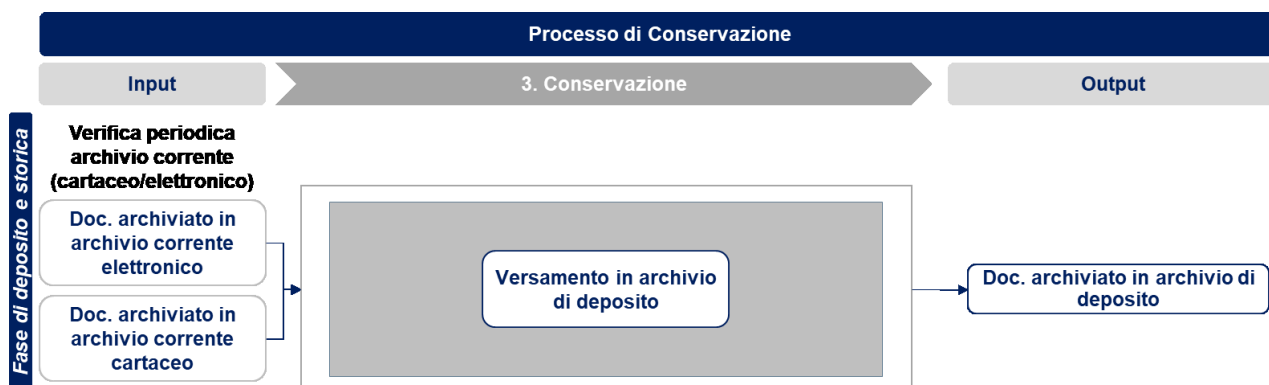 Processo di Conservazione
Input
3. Conservazione
Output
Fase di deposito e storica
Verifica periodica
archivio corrente
(cartaceo/elettronico)
Doc. archiviato in
archivio corrente
elettronico
Doc. archiviato in
archivio corrente
cartaceo
Versamento in archivio
di deposito
Doc. archiviato in archivio di
deposito